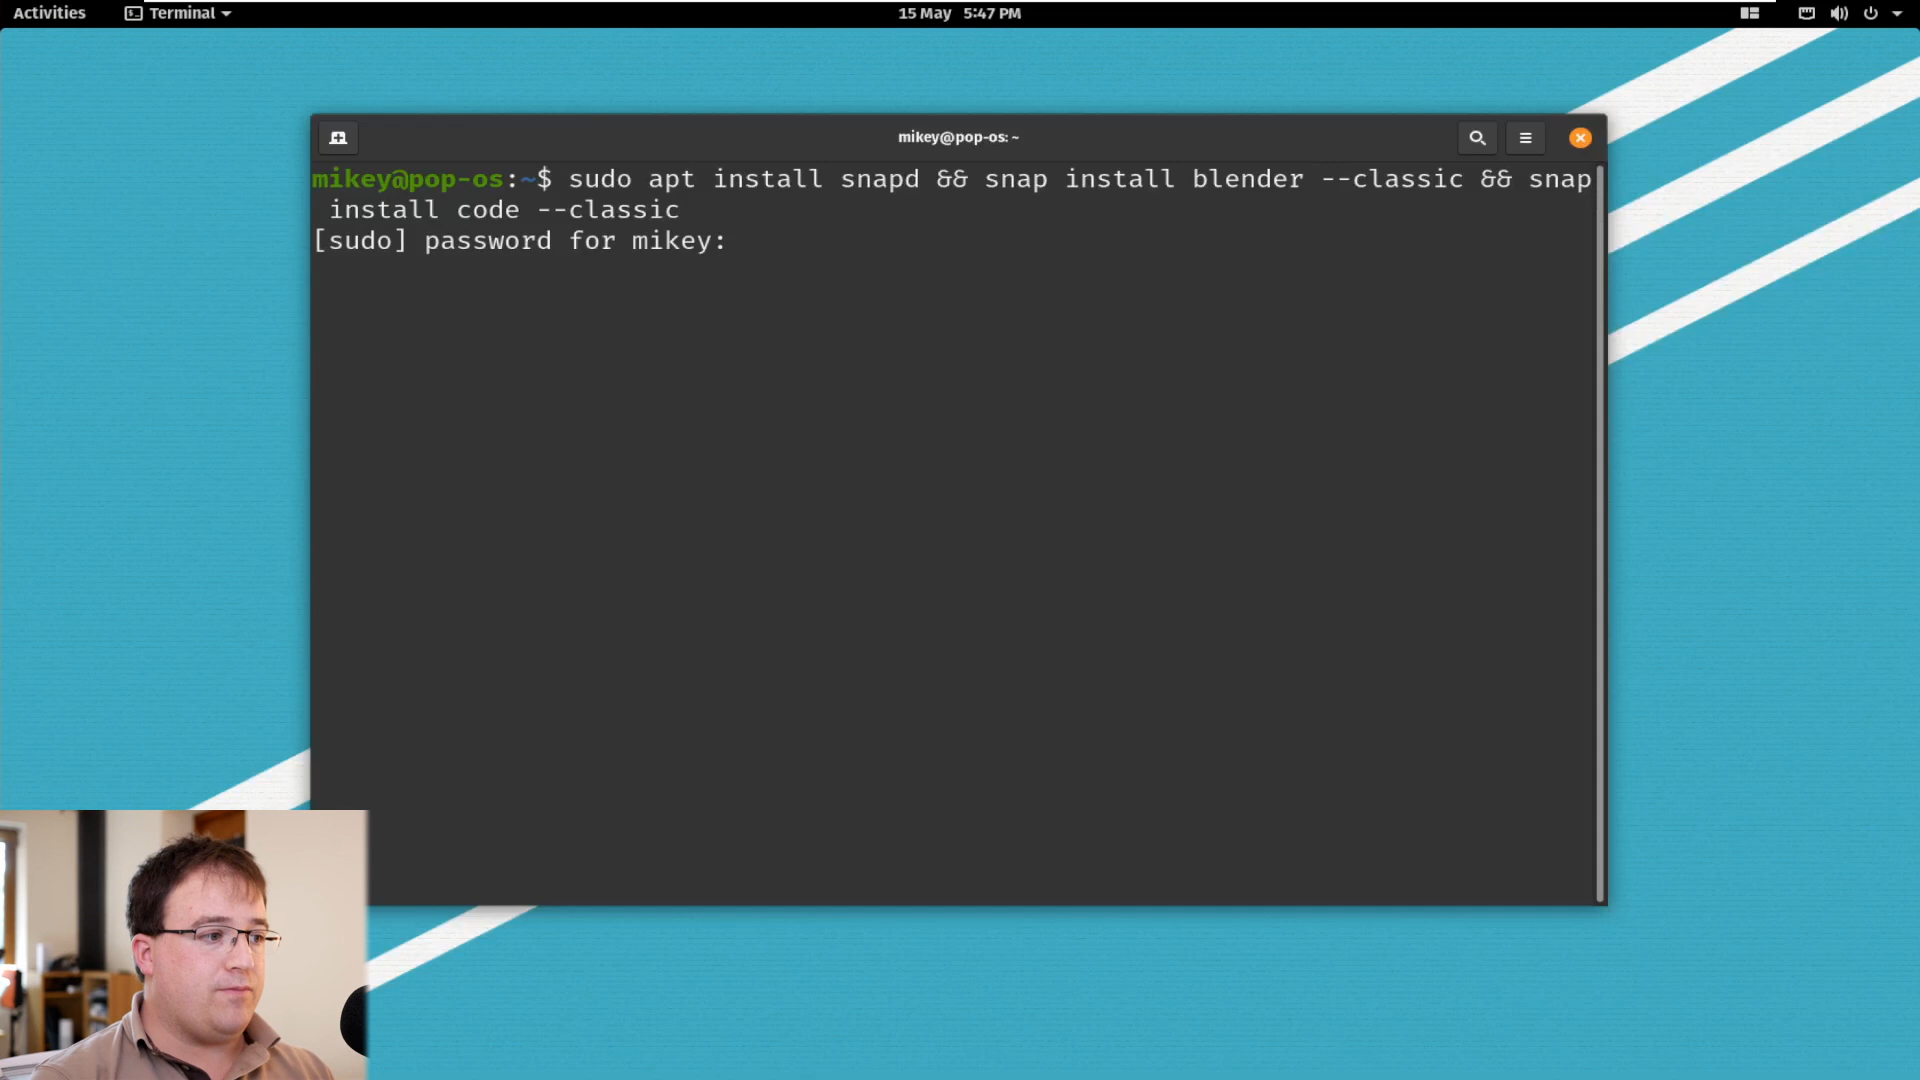 Activities Terminal 15 May 5:47 PM
mikey@pop-os: ~
mikey@pop-os:~$ sudo apt install snapd && snap install blender --classic && snap
install code --classic
[sudo] password for mikey: